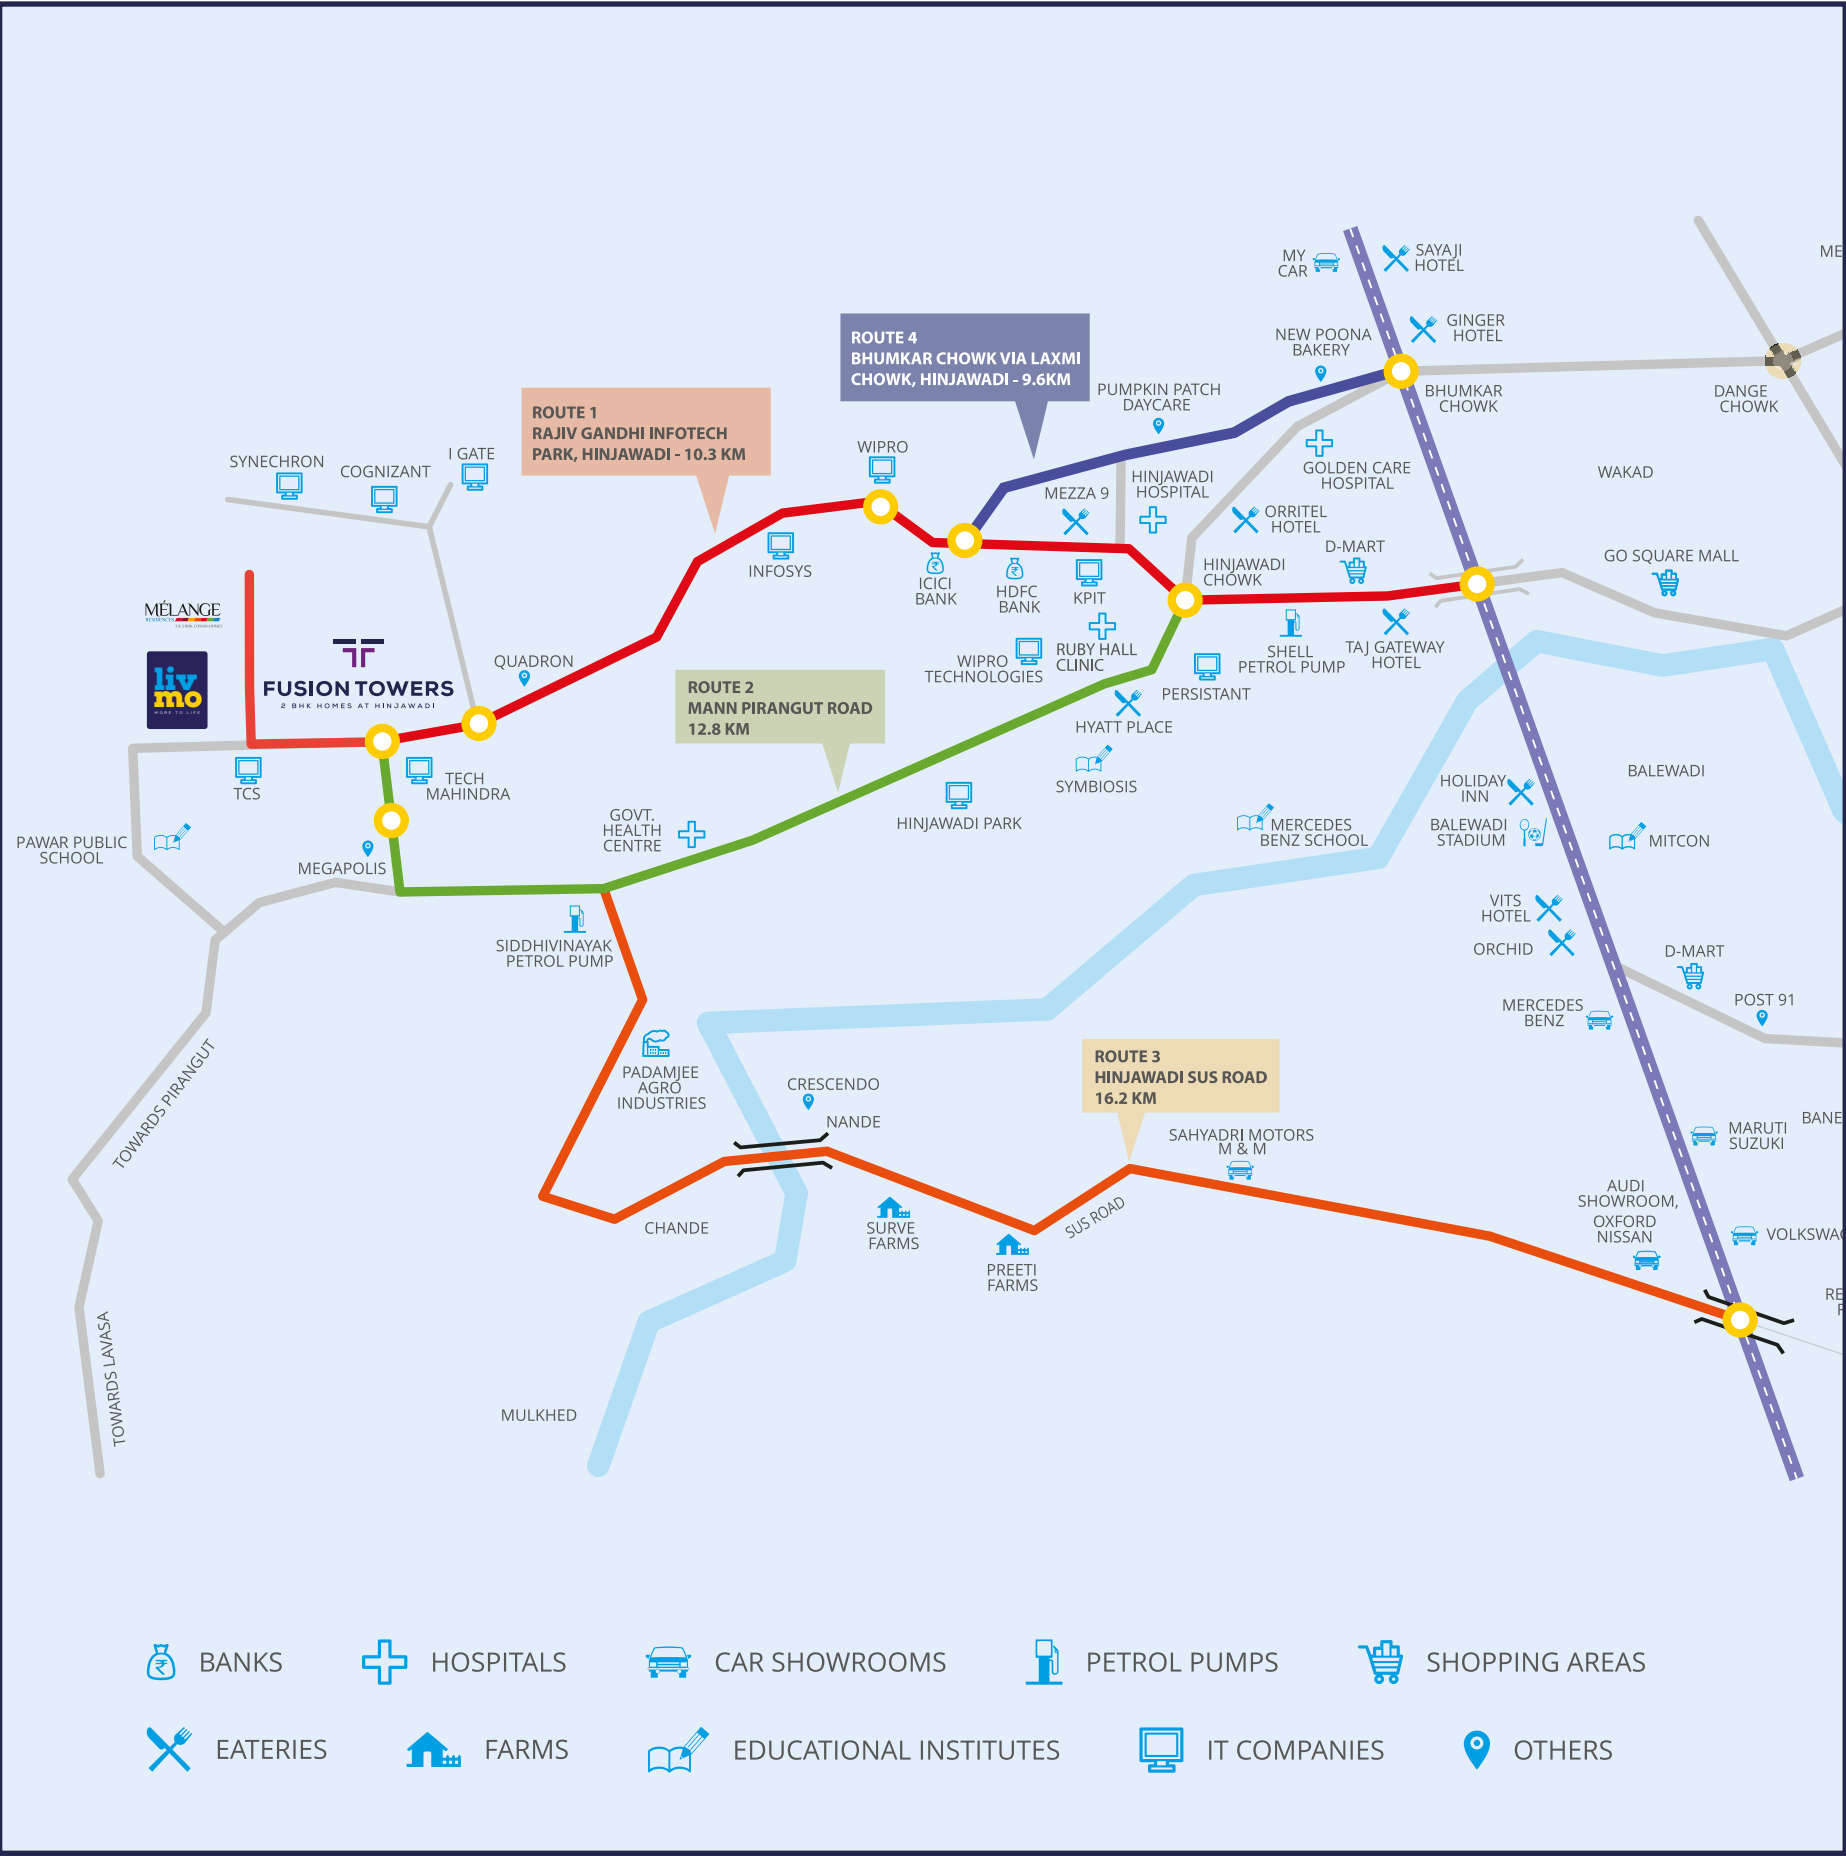 MY
CAR
SAYAJI
HOTEL
ME
GINGER
HOTEL
NEW POONA
BAKERY
ROUTE 4
BHUMKAR CHOWK VIA LAXMI
CHOWK, HINJAWADI - 9.6KM
PUMPKIN PATCH
DAYCARE
BHUMKAR
CHOWK
DANGE
CHOWK
ROUTE 1
RAJIV GANDHI INFOTECH
PARK, HINJAWADI - 10.3 KM
WIPRO
I GATE
SYNECHRON
COGNIZANT
HINJAWADI
HOSPITAL
MEZZA 9
GOLDEN CARE
HOSPITAL
WAKAD
ORRITEL
HOTEL
D-MART
GO SQUARE MALL
INFOSYS
ICICI
BANK
HDFC
BANK
KPIT
HINJAWADI
CHOWK
MÉLANGE
RESIDENCES
livmo
MORE TO LIFE
FUSION TOWERS
2 BHK HOMES AT HINJAWADI
QUADRON
WIPRO
TECHNOLOGIES
RUBY HALL
CLINIC
SHELL
PETROL PUMP
TAJ GATEWAY
HOTEL
PERSISTANT
ROUTE 2
MANN PIRANGUT ROAD
12.8 KM
HYATT PLACE
SYMBIOSIS
TCS
TECH
MAHINDRA
HOLIDAY
INN
BALEWADI
GOVT.
HEALTH
CENTRE
HINJAWADI PARK
MERCEDES
BENZ SCHOOL
BALEWADI
STADIUM
MITCON
PAWAR PUBLIC
SCHOOL
MEGAPOLIS
VITS
HOTEL
ORCHID
D-MART
SIDDHIVINAYAK
PETROL PUMP
POST 91
MERCEDES
BENZ
TOWARDS PIRANGUT
PADAMJEE
AGRO
INDUSTRIES
CRESCENDO
NANDE
ROUTE 3
HINJAWADI SUS ROAD
16.2 KM
SAHYADRI MOTORS
M & M
MARUTI
SUZUKI
BANE
AUDI
SHOWROOM,
OXFORD
NISSAN
CHANDE
SURVE
FARMS
SUS ROAD
VOLKSWAG
PREETI
FARMS
RE
TOWARDS LAVASA
MULKHED
BANKS
HOSPITALS
CAR SHOWROOMS
PETROL PUMPS
SHOPPING AREAS
EATERIES
FARMS
EDUCATIONAL INSTITUTES
IT COMPANIES
OTHERS